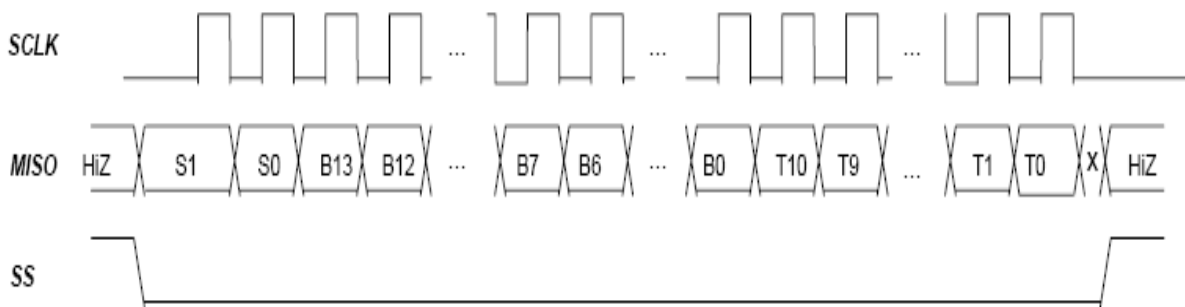 SCLK ... ... ...
MISO HiZ S1 S0 B13 B12 ... B7 B6 ... B0 T10 T9 ... T1 T0 X HiZ
SS